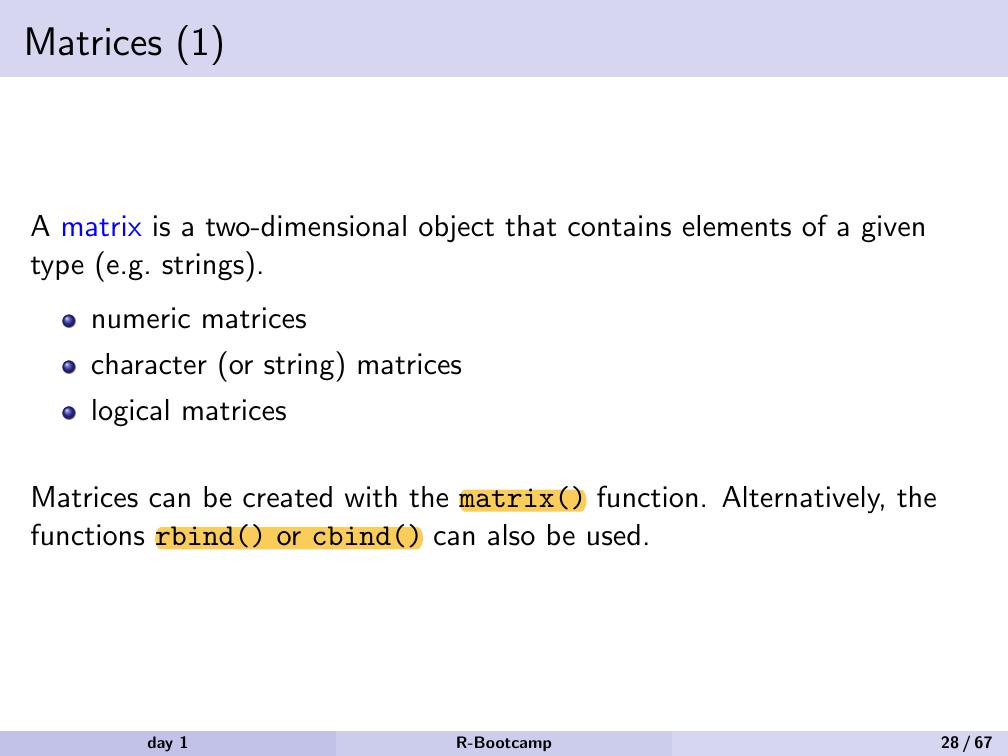 Matrices (1)
A matrix is a two-dimensional object that contains elements of a given
type (e.g. strings).
numeric matrices
character (or string) matrices
logical matrices
Matrices can be created with the matrix() function. Alternatively, the
functions rbind() or cbind() can also be used.
day 1 R-Bootcamp 28 / 67